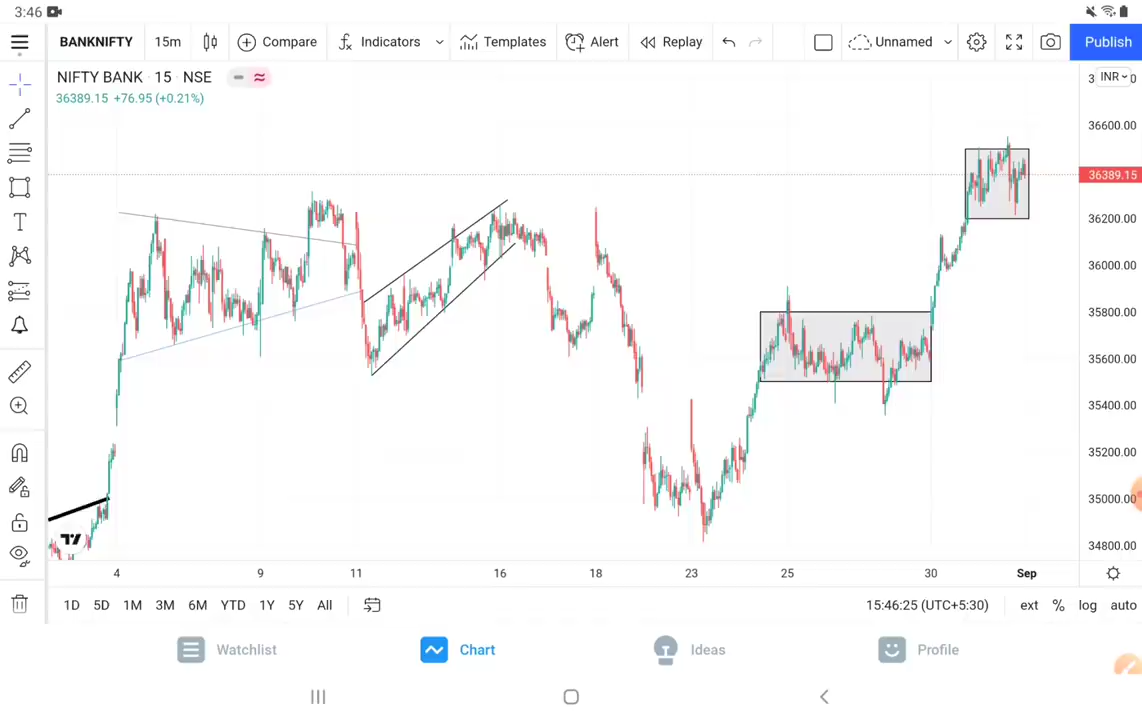 3:46
BANKNIFTY 15m Compare Indicators Templates Alert Replay Unnamed Publish
NIFTY BANK 15 NSE
INR
36389.15 +76.95 (+0.21%)
36600.00
36389.15
36200.00
36000.00
35800.00
35600.00
35400.00
35200.00
35000.00
34800.00
4 9 11 16 18 23 25 30 Sep
1D 5D 1M 3M 6M YTD 1Y 5Y All 15:46:25 (UTC+5:30) ext % log auto
Watchlist Chart Ideas Profile